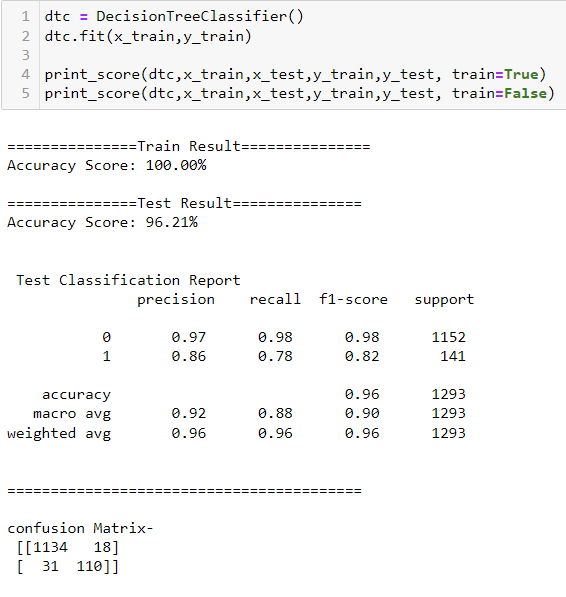 1 dtc = DecisionTreeClassifier()
2 dtc.fit(x_train,y_train)
3
4 print_score(dtc,x_train,x_test,y_train,y_test, train=True)
5 print_score(dtc,x_train,x_test,y_train,y_test, train=False)
===============Train Result===============
Accuracy Score: 100.00%
===============Test Result===============
Accuracy Score: 96.21%
Test Classification Report
precision recall f1-score support
0 0.97 0.98 0.98 1152
1 0.86 0.78 0.82 141
accuracy 0.96 1293
macro avg 0.92 0.88 0.90 1293
weighted avg 0.96 0.96 0.96 1293
=========================================
confusion Matrix-
[[1134 18]
[ 31 110]]